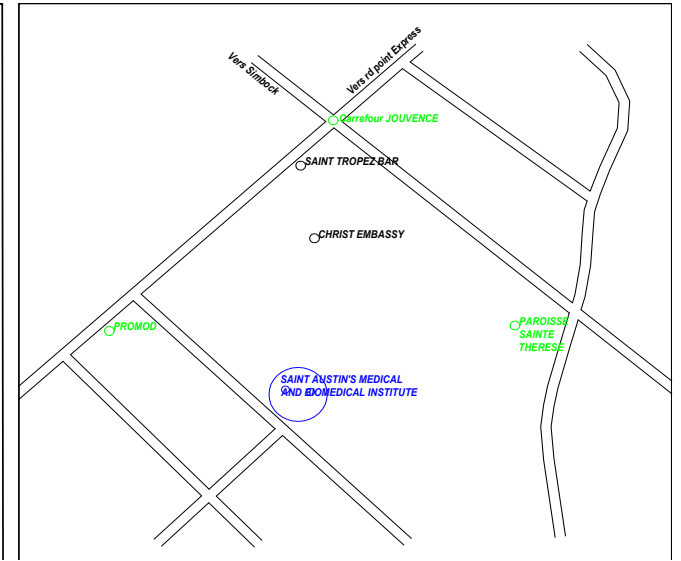 Vers Simbock
Vers rd point Express
Carrefour JOUVENCE
SAINT TROPEZ BAR
CHRIST EMBASSY
PROMOD
PAROISSE
SAINTE
THERESE
SAINT AUSTIN'S MEDICAL
AND BIOMEDICAL INSTITUTE